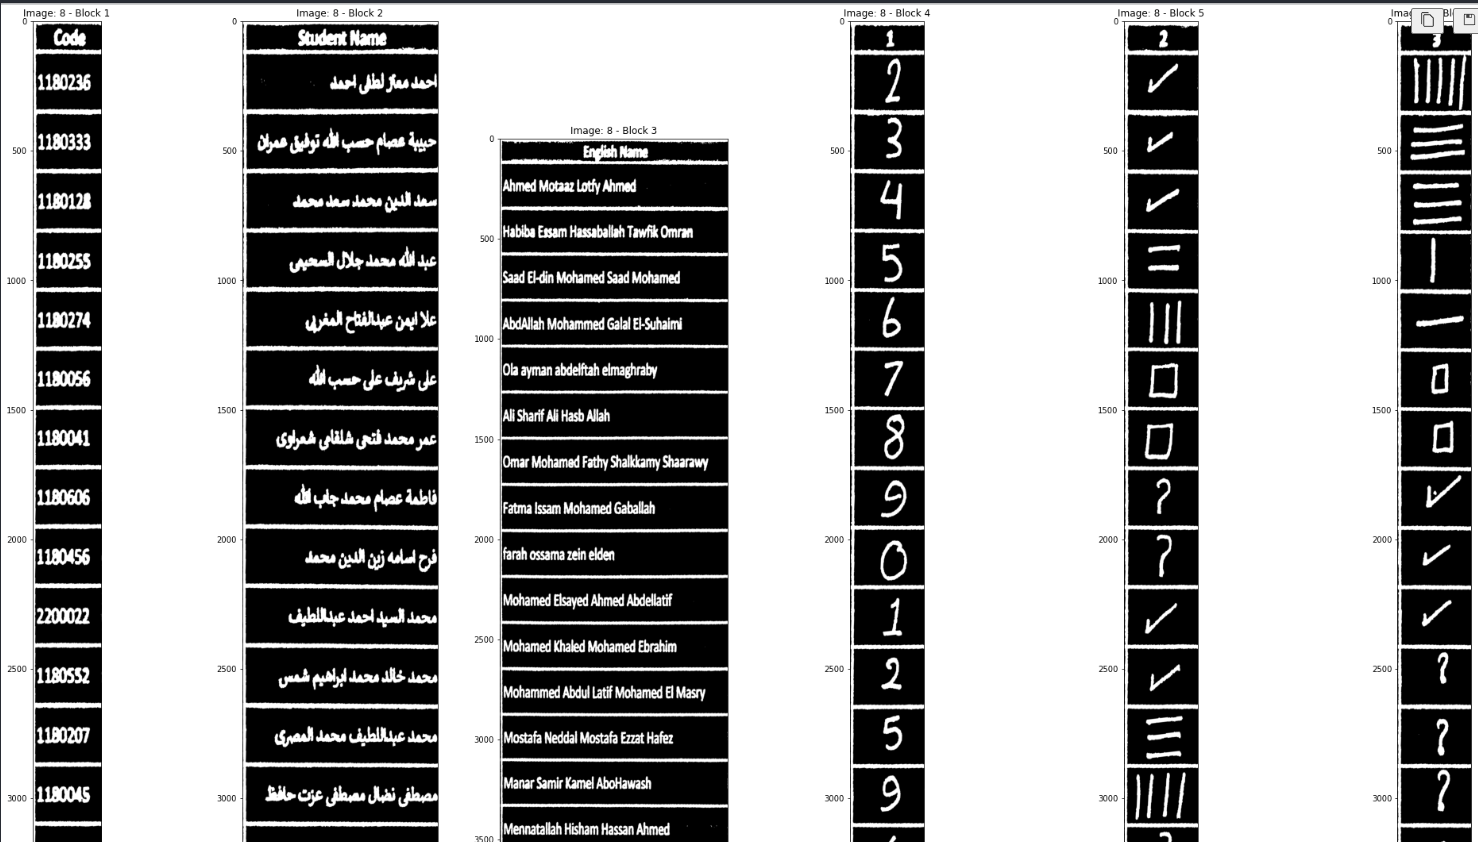 Image: 8 - Block 1
0
500
1000
1500
2000
2500
3000
Code
1180236
1180333
1180128
1180255
1180274
1180056
1180041
1180606
1180456
2200022
1180552
1180207
1180045
Image: 8 - Block 2
0
500
1000
1500
2000
2500
3000
Student Name
احمد معتز لطفى احمد
حبيبة عصام حسب الله توفيق عمران
سعد الدين محمد سعد محمد
عبد الله محمد جلال السحيمى
علا ايمن عبدالفتاح المغربى
على شريف على حسب الله
عمر محمد فتحى شلقامى شعراوى
فاطمة عصام محمد جاب الله
فرح اسامه زين الدين محمد
محمد السيد احمد عبداللطيف
محمد خالد محمد ابراهيم شمس
محمد عبداللطيف محمد المصرى
مصطفى نضال مصطفى عزت حافظ
Image: 8 - Block 3
0
500
1000
1500
2000
2500
3000
3500
English Name
Ahmed Motaaz Lotfy Ahmed
Habiba Essam Hassaballah Tawfik Omran
Saad El-din Mohamed Saad Mohamed
AbdAllah Mohammed Galal El-Suhaimi
Ola ayman abdelftah elmaghraby
Ali Sharif Ali Hasb Allah
Omar Mohamed Fathy Shalkkamy Shaarawy
Fatma Issam Mohamed Gaballah
farah ossama zein elden
Mohamed Elsayed Ahmed Abdellatif
Mohamed Khaled Mohamed Ebrahim
Mohammed Abdul Latif Mohamed El Masry
Mostafa Neddal Mostafa Ezzat Hafez
Manar Samir Kamel AboHawash
Mennatallah Hisham Hassan Ahmed
Image: 8 - Block 4
0
500
1000
1500
2000
2500
3000
1
2
3
4
5
6
7
8
9
0
1
2
5
9
Image: 8 - Block 5
0
500
1000
1500
2000
2500
3000
2
✓
✓
✓
=
|||
□
□
?
?
✓
✓
≡
||||
?
0
500
1000
1500
2000
2500
3000
3
|||||
≡
≡
|
—
□
□
✓
✓
✓
?
?
?